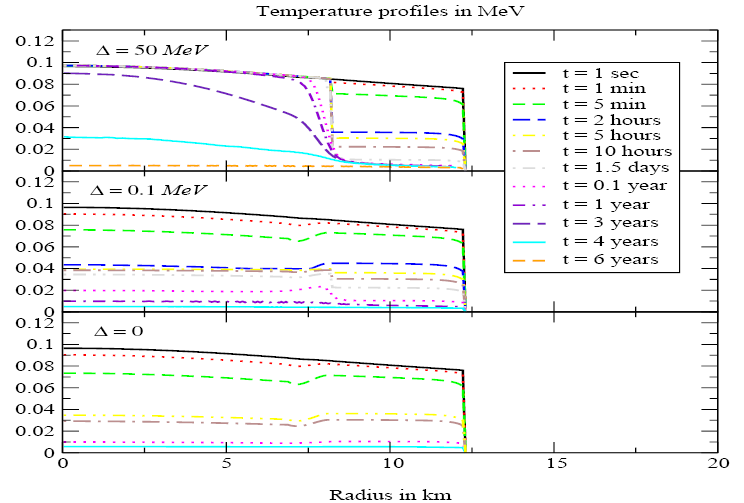 Temperature profiles in MeV
0.12
Δ = 50 MeV
0.1
0.08
0.06
0.04
0.02
0
t = 1 sec
t = 1 min
t = 5 min
t = 2 hours
t = 5 hours
t = 10 hours
t = 1.5 days
t = 0.1 year
t = 1 year
t = 3 years
t = 4 years
t = 6 years
0.12
Δ = 0.1 MeV
0.1
0.08
0.06
0.04
0.02
0
0.12
Δ = 0
0.1
0.08
0.06
0.04
0.02
0
0 5 10 15 20
Radius in km